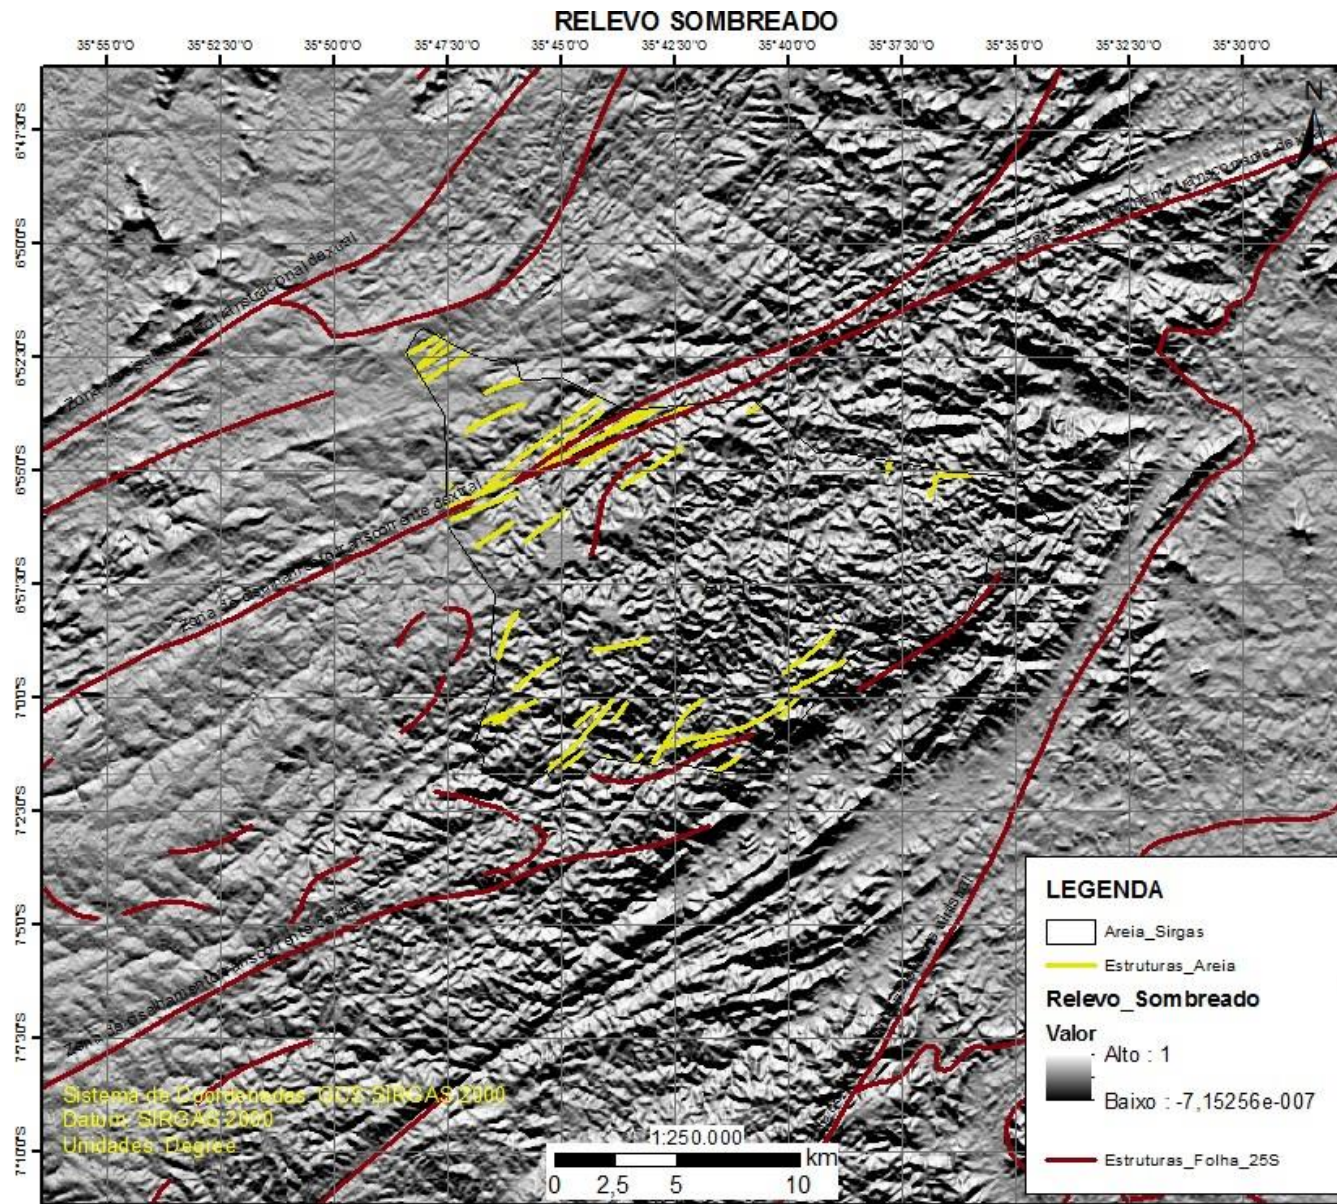 RELEVO SOMBREADO
35°55'0"O 35°52'30"O 35°50'0"O 35°47'30"O 35°45'0"O 35°42'30"O 35°40'0"O 35°37'30"O 35°35'0"O 35°32'30"O 35°30'0"O
N
6°47'30"S
6°50'0"S
6°52'30"S
6°55'0"S
6°57'30"S
7°0'0"S
7°2'30"S
7°5'0"S
7°7'30"S
7°10'0"S
Zona de cisalhamento transcorrente dextral
Zona de cisalhamento transcorrente dextral
LEGENDA
Areia_Sirgas
Estruturas_Areia
Relevo_Sombreado
Valor
Alto : 1
Baixo : -7,15256e-007
Estruturas_Folha_25S
Sistema de Coordenadas: GCS SIRGAS 2000
Datum: SIRGAS 2000
Unidades: Degree
1:250.000
km
0 2,5 5 10